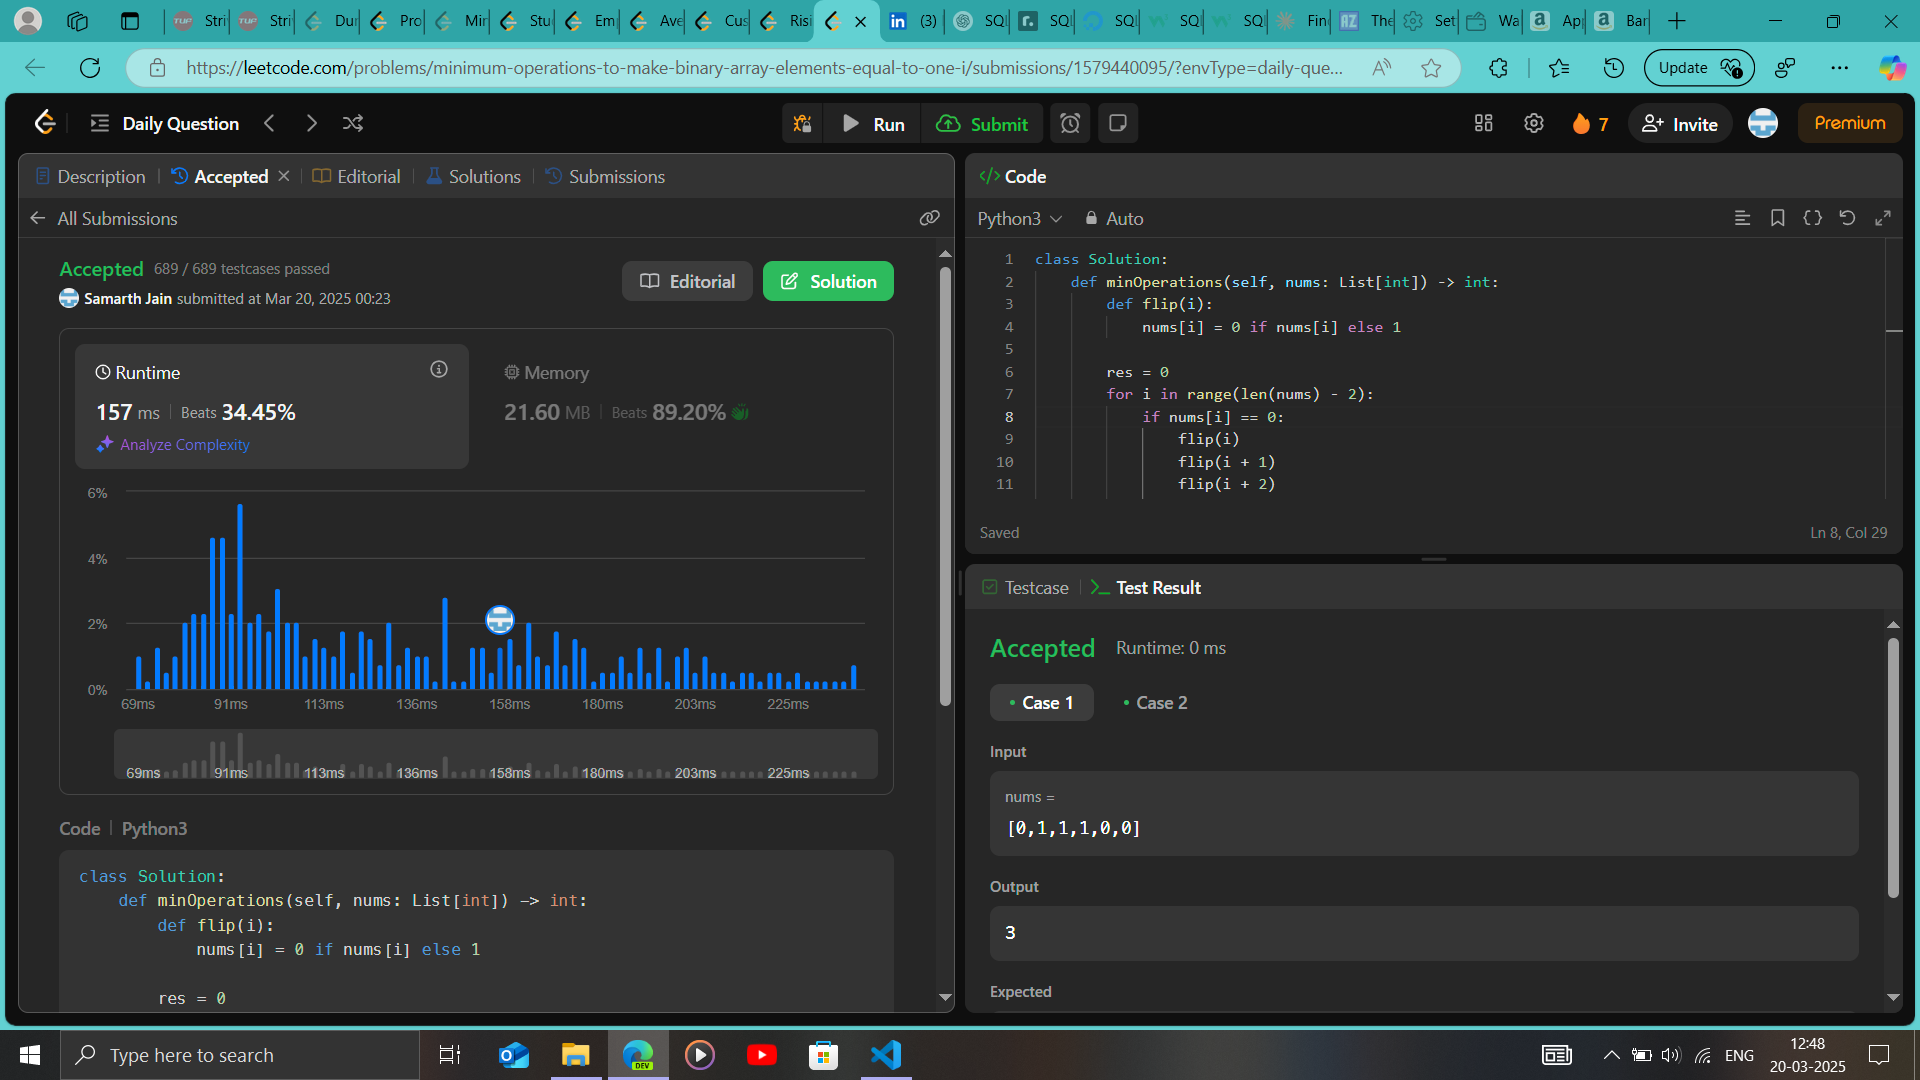 Stri
Stri
Dun
Pro
Min
Stu
Em
Ave
Cus
Risi
(3)
SQL
SQL
SQL
SQL
SQL
Fin
The
Set
Wa
Ap
Bar
https://leetcode.com/problems/minimum-operations-to-make-binary-array-elements-equal-to-one-i/submissions/1579440095/?envType=daily-que...
Update
Daily Question
Run
Submit
7
Invite
Premium
Description
Accepted
Editorial
Solutions
Submissions
All Submissions
Accepted 689 / 689 testcases passed
Samarth Jain submitted at Mar 20, 2025 00:23
Editorial
Solution
Runtime
157 ms Beats 34.45%
Analyze Complexity
Memory
21.60 MB Beats 89.20%
6%
4%
2%
0%
69ms 91ms 113ms 136ms 158ms 180ms 203ms 225ms
69ms 91ms 113ms 136ms 158ms 180ms 203ms 225ms
Code Python3
class Solution:
    def minOperations(self, nums: List[int]) -> int:
        def flip(i):
            nums[i] = 0 if nums[i] else 1
        res = 0
</> Code
Python3 Auto
1 class Solution:
2     def minOperations(self, nums: List[int]) -> int:
3         def flip(i):
4             nums[i] = 0 if nums[i] else 1
5
6         res = 0
7         for i in range(len(nums) - 2):
8             if nums[i] == 0:
9                 flip(i)
10                 flip(i + 1)
11                 flip(i + 2)
Saved
Ln 8, Col 29
Testcase
Test Result
Accepted Runtime: 0 ms
Case 1
Case 2
Input
nums =
[0,1,1,1,0,0]
Output
3
Expected
Type here to search
DEV
ENG
12:48
20-03-2025